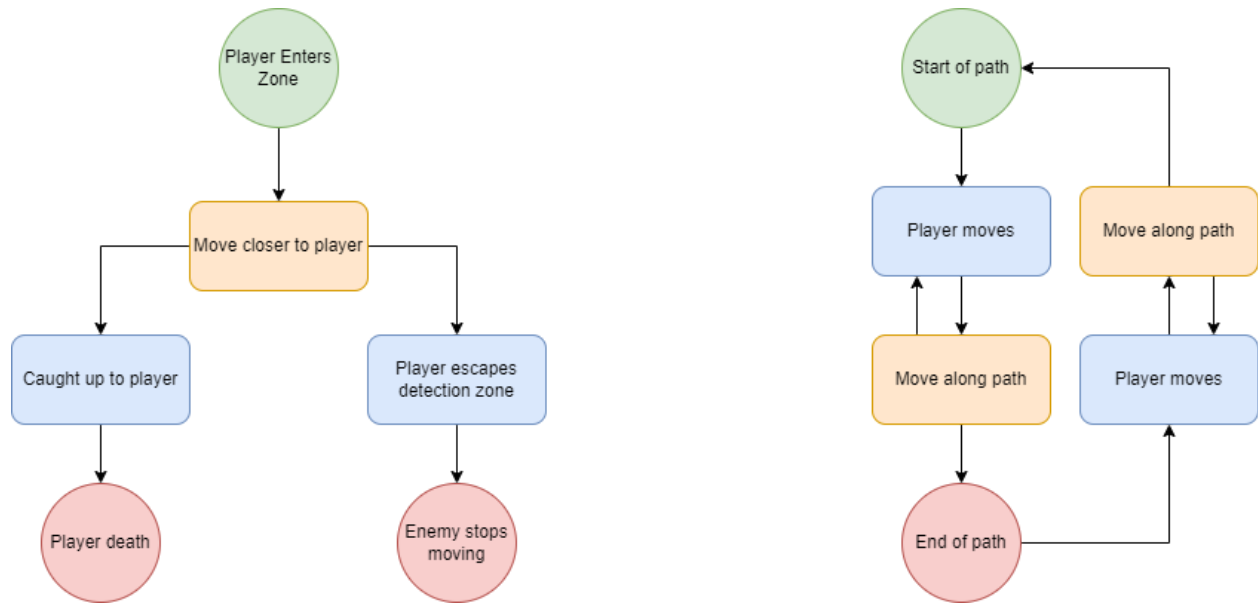 Player Enters
Zone
Move closer to player
Caught up to player
Player escapes
detection zone
Player death
Enemy stops
moving
Start of path
Player moves
Move along path
Move along path
Player moves
End of path